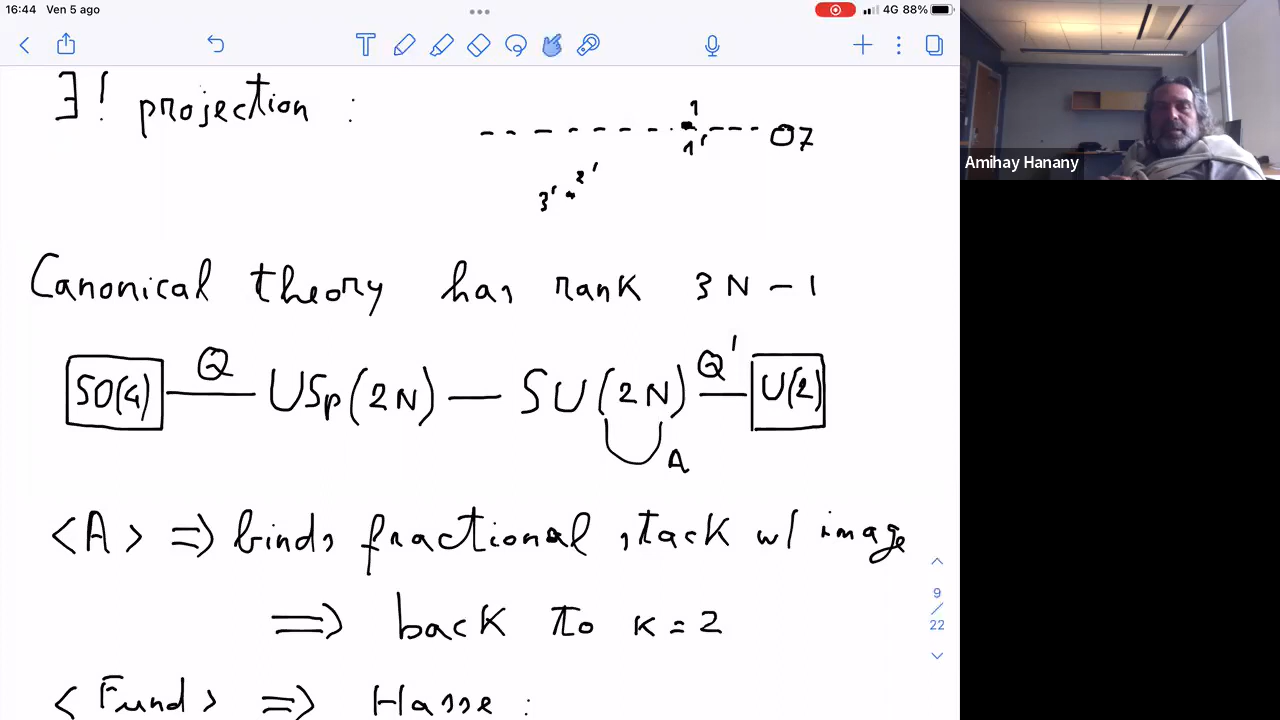 16:44 Ven 5 ago
4G 88%
∃! projection :
1
1'
O7
2'
3'
Canonical theory has rank 3N-1
SO(4) Q USp(2N) SU(2N) Q' U(2)
A
<A> => binds fractional stack w/ image
=> back to k=2
<Fund> => Hasse :
9
/
22
Amihay Hanany